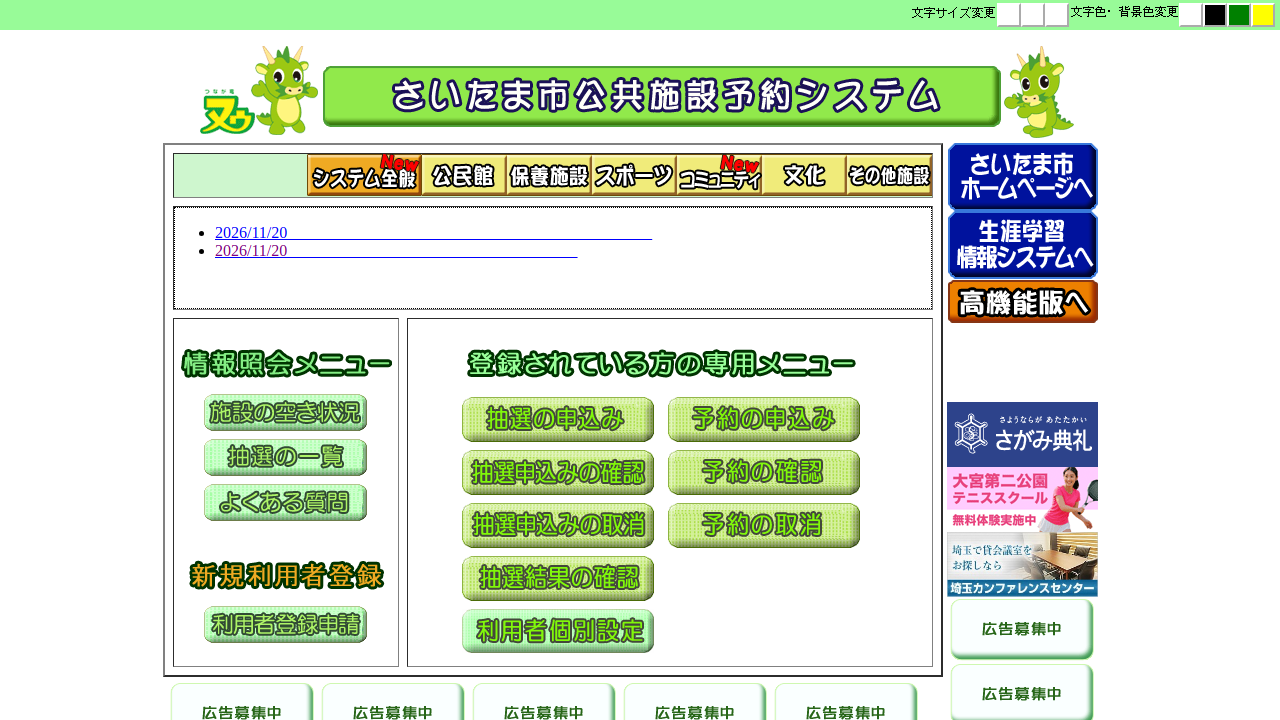 文字サイズ変更
文字色・背景色変更
つなが竜
ヌゥ
さいたま市公共施設予約システム
New
システム全般
公民館
保養施設
スポーツ
New
コミュニティ
文化
その他施設
2026/11/20
2026/11/20
さいたま市
ホームページへ
生涯学習
情報システムへ
高機能版へ
情報照会メニュー
施設の空き状況
抽選の一覧
よくある質問
新規利用者登録
利用者登録申請
登録されている方の専用メニュー
抽選の申込み
予約の申込み
抽選申込みの確認
予約の確認
抽選申込みの取消
予約の取消
抽選結果の確認
利用者個別設定
さようならが あたたかい
さがみ典礼
大宮第二公園
テニススクール
無料体験実施中
埼玉で貸会議室を
お探しなら
埼玉カンファレンスセンター
広告募集中
広告募集中
広告募集中
広告募集中
広告募集中
広告募集中
広告募集中